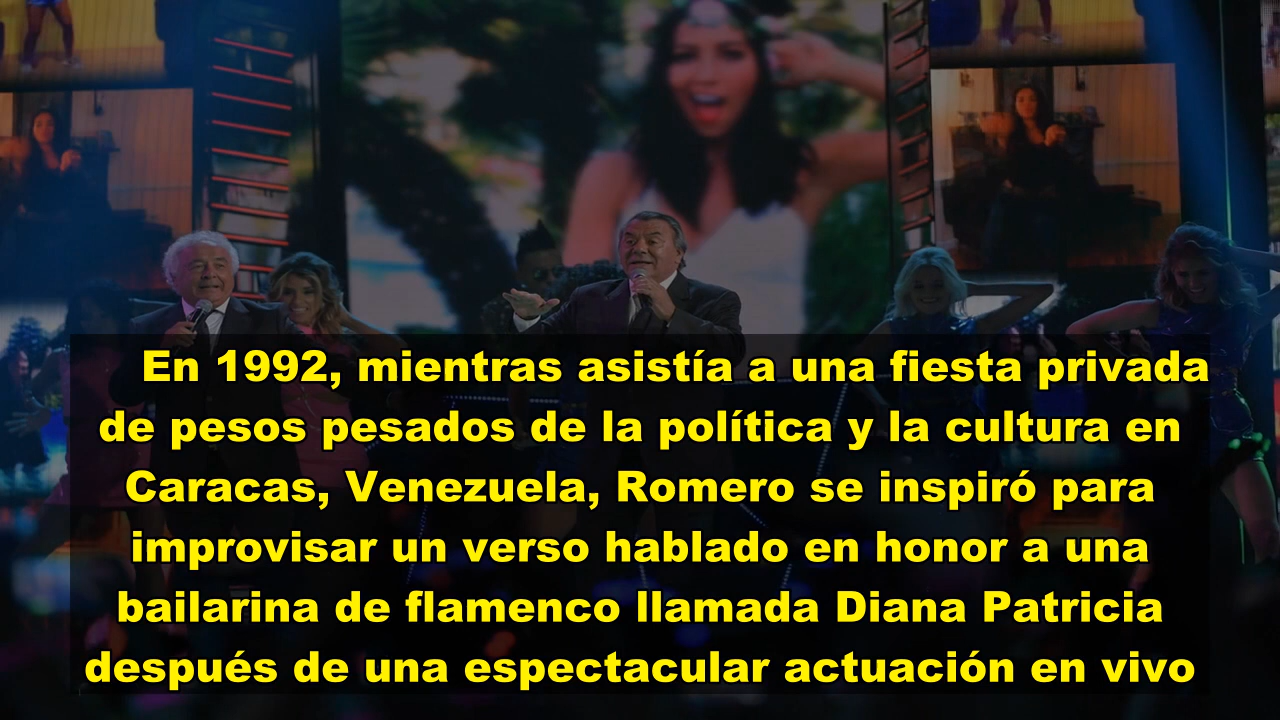 En 1992, mientras asistía a una fiesta privada
de pesos pesados de la política y la cultura en
Caracas, Venezuela, Romero se inspiró para
improvisar un verso hablado en honor a una
bailarina de flamenco llamada Diana Patricia
después de una espectacular actuación en vivo